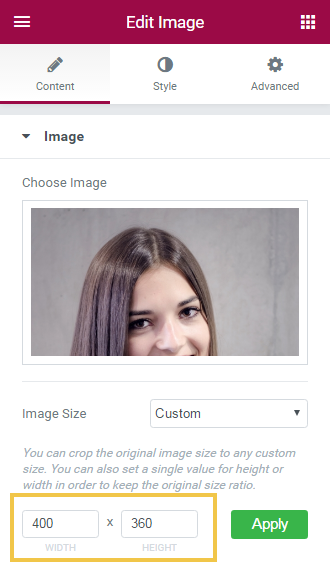 Edit Image
Content Style Advanced
Image
Choose Image
Image Size Custom
You can crop the original image size to any custom
size. You can also set a single value for height or
width in order to keep the original size ratio.
400 x 360 Apply
WIDTH HEIGHT